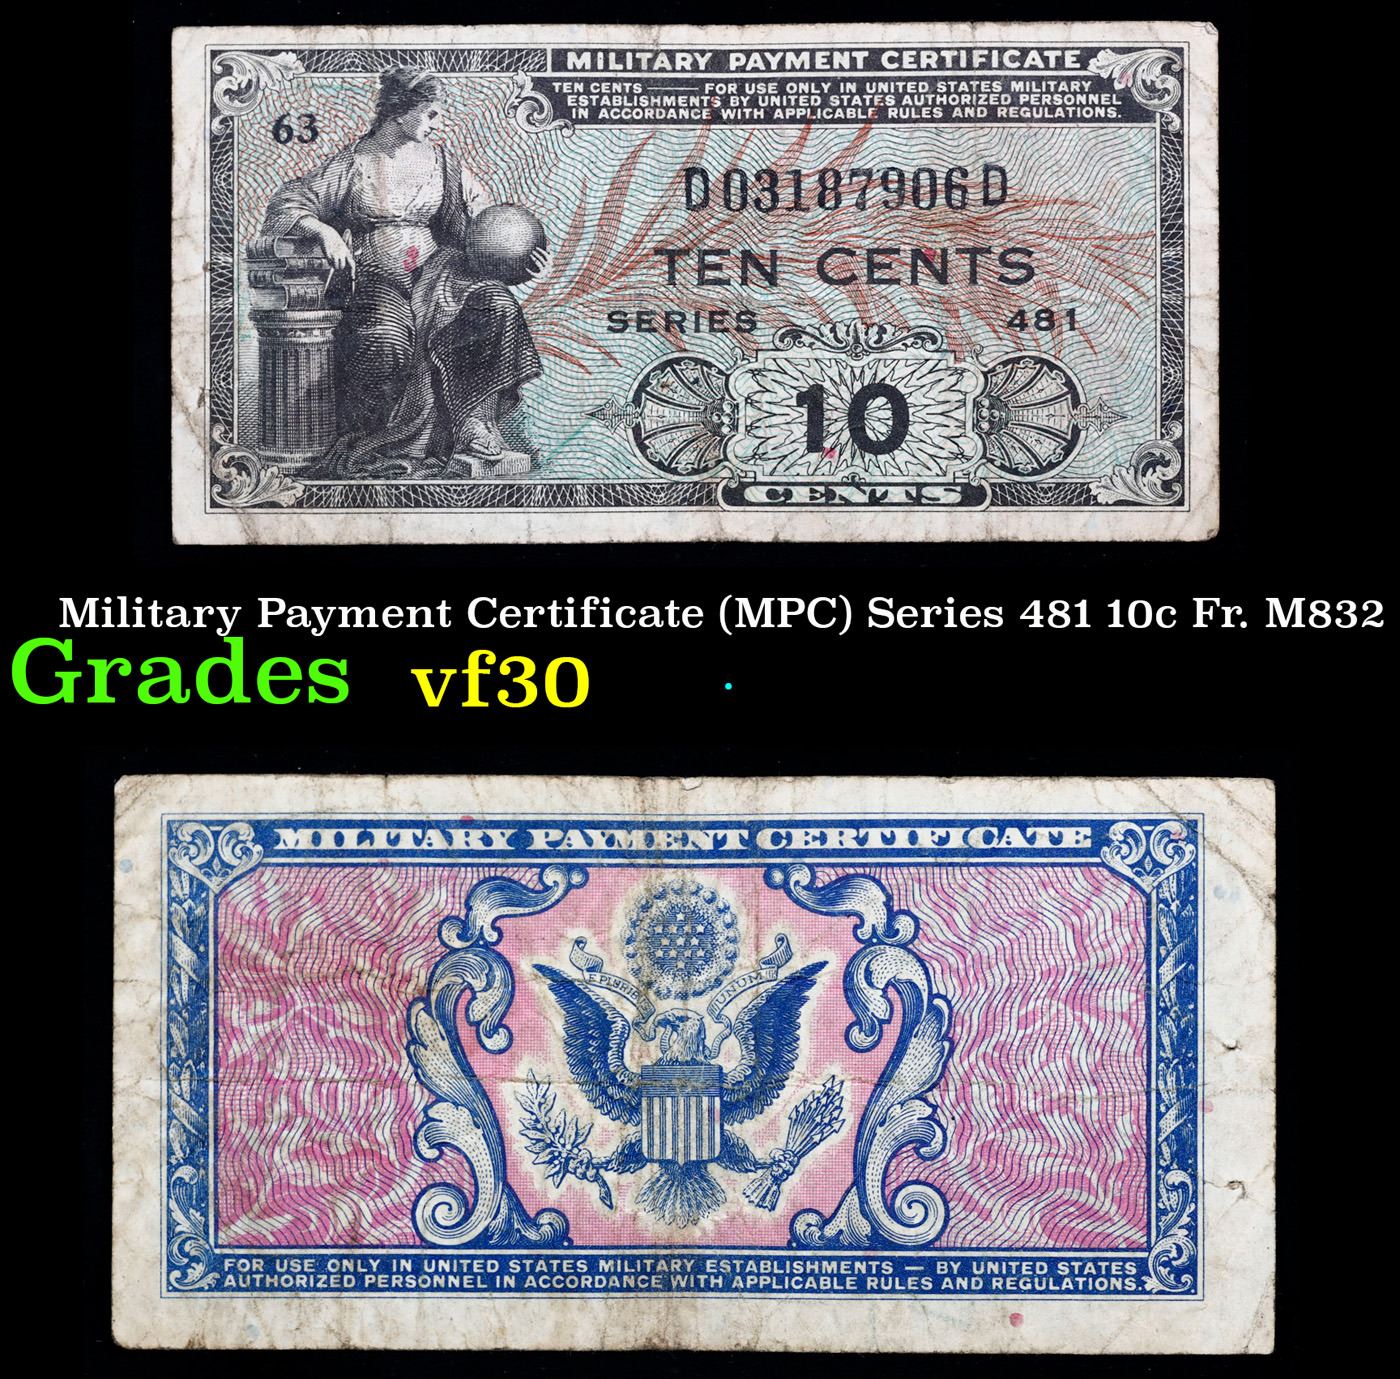 MILITARY PAYMENT CERTIFICATE
TEN CENTS — FOR USE ONLY IN UNITED STATES MILITARY
ESTABLISHMENTS BY UNITED STATES AUTHORIZED PERSONNEL
IN ACCORDANCE WITH APPLICABLE RULES AND REGULATIONS.
63
D03187906D
TEN CENTS
SERIES 481
10
CENTS
Military Payment Certificate (MPC) Series 481 10c Fr. M832
Grades vf30
MILITARY PAYMENT CERTIFICATE
E PLURIBUS UNUM
FOR USE ONLY IN UNITED STATES MILITARY ESTABLISHMENTS — BY UNITED STATES
AUTHORIZED PERSONNEL IN ACCORDANCE WITH APPLICABLE RULES AND REGULATIONS.